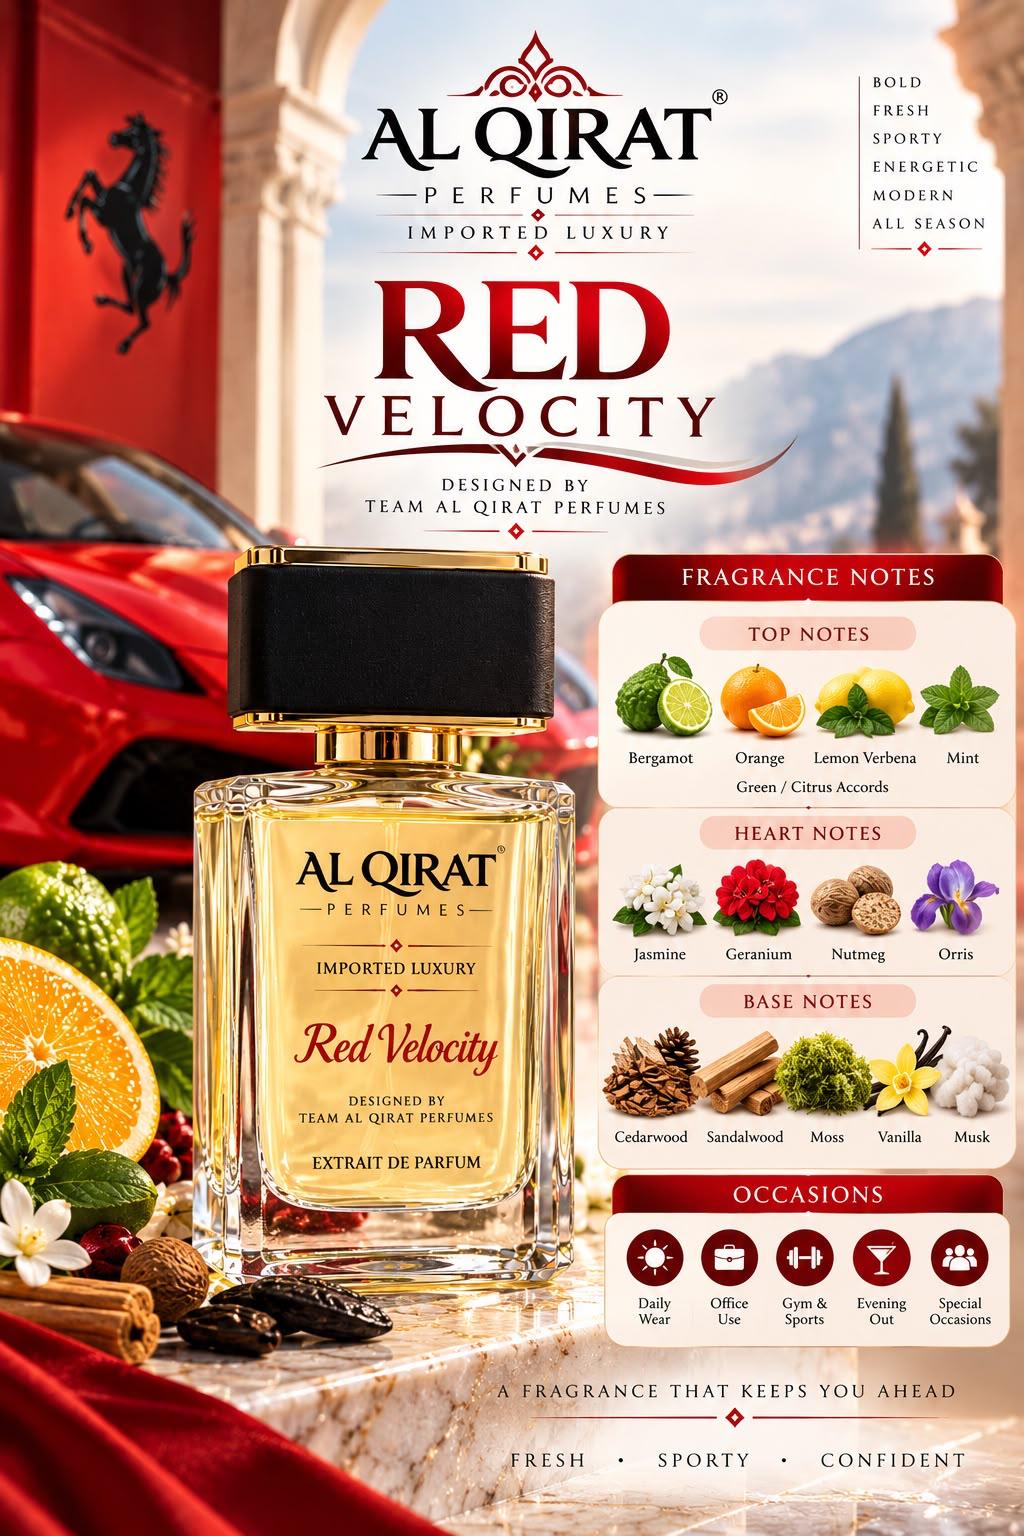 AL QIRAT®
PERFUMES
IMPORTED LUXURY
BOLD
FRESH
SPORTY
ENERGETIC
MODERN
ALL SEASON
RED
VELOCITY
DESIGNED BY
TEAM AL QIRAT PERFUMES
AL QIRAT®
PERFUMES
IMPORTED LUXURY
Red Velocity
DESIGNED BY
TEAM AL QIRAT PERFUMES
EXTRAIT DE PARFUM
FRAGRANCE NOTES
TOP NOTES
Bergamot Orange Lemon Verbena Mint
Green / Citrus Accords
HEART NOTES
Jasmine Geranium Nutmeg Orris
BASE NOTES
Cedarwood Sandalwood Moss Vanilla Musk
OCCASIONS
Daily Wear
Office Use
Gym & Sports
Evening Out
Special Occasions
A FRAGRANCE THAT KEEPS YOU AHEAD
FRESH • SPORTY • CONFIDENT